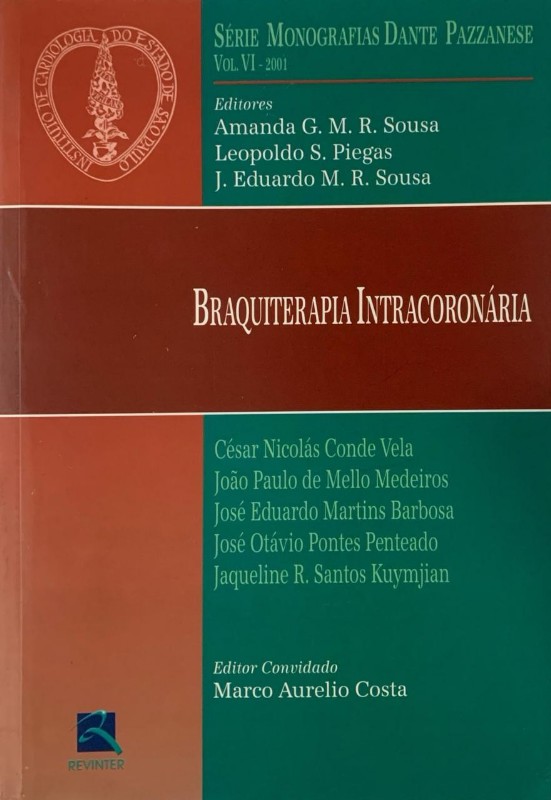 INSTITUTO DE CARDIOLOGIA DO ESTADO DE SÃO PAULO
SÉRIE MONOGRAFIAS DANTE PAZZANESE
VOL. VI - 2001
Editores
Amanda G. M. R. Sousa
Leopoldo S. Piegas
J. Eduardo M. R. Sousa
BRAQUITERAPIA INTRACORONÁRIA
César Nicolás Conde Vela
João Paulo de Mello Medeiros
José Eduardo Martins Barbosa
José Otávio Pontes Penteado
Jaqueline R. Santos Kuymjian
Editor Convidado
Marco Aurelio Costa
REVINTER